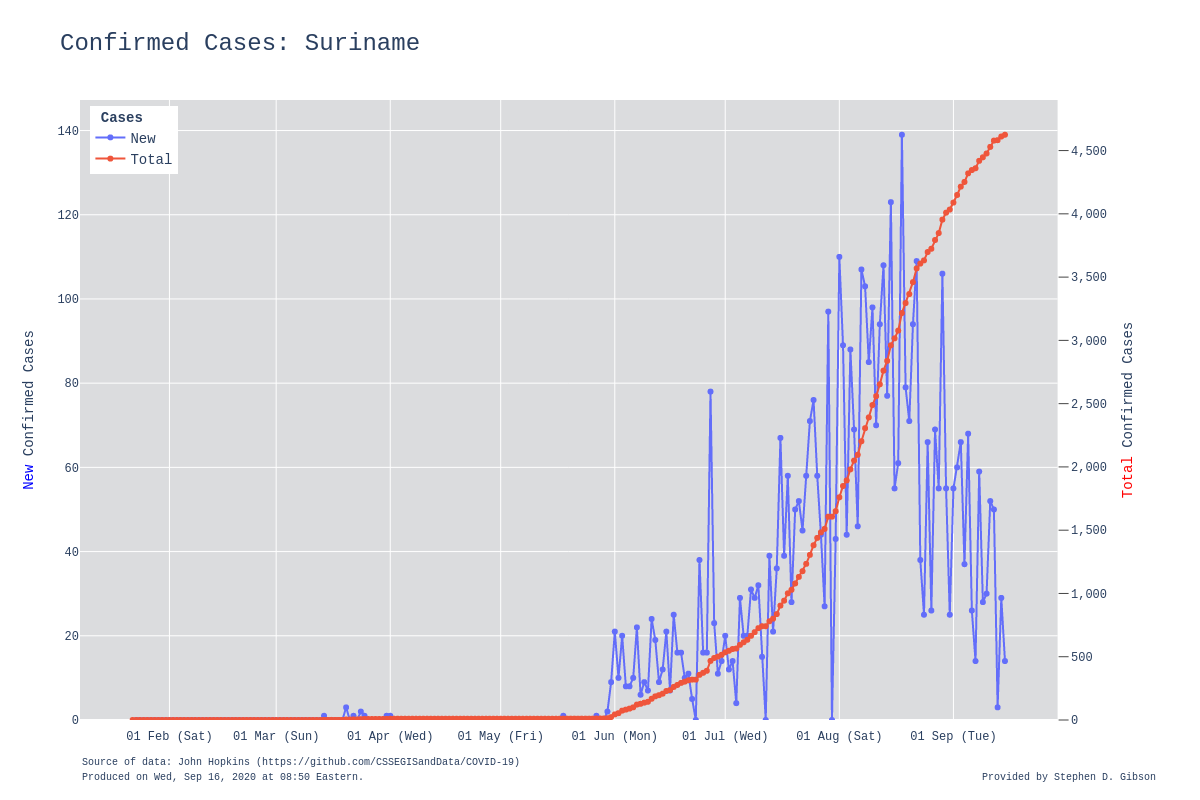 Confirmed Cases: Suriname
Cases
New
Total
140
120
100
80
60
40
20
0
New Confirmed Cases
4,500
4,000
3,500
3,000
2,500
2,000
1,500
1,000
500
0
Total Confirmed Cases
01 Feb (Sat) 01 Mar (Sun) 01 Apr (Wed) 01 May (Fri) 01 Jun (Mon) 01 Jul (Wed) 01 Aug (Sat) 01 Sep (Tue)
Source of data: John Hopkins (https://github.com/CSSEGISandData/COVID-19)
Produced on Wed, Sep 16, 2020 at 08:50 Eastern.
Provided by Stephen D. Gibson